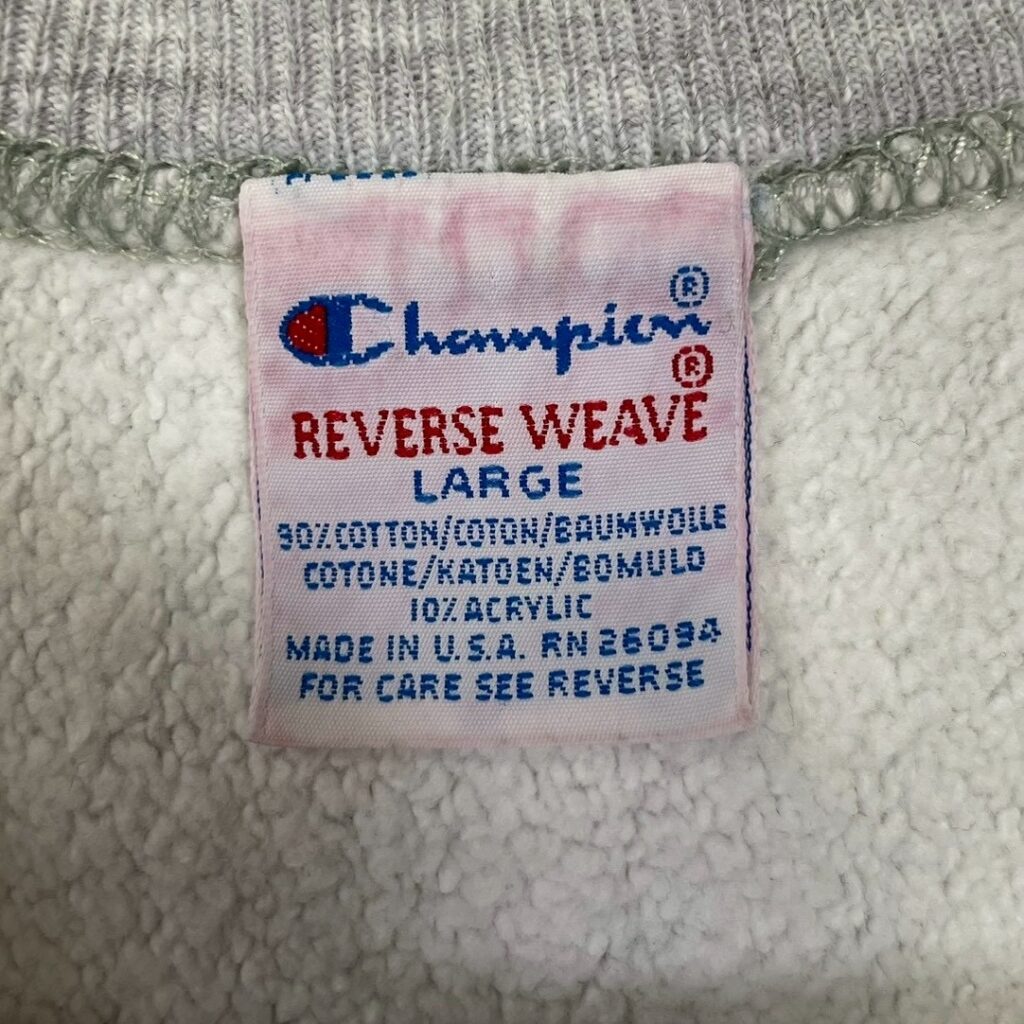 Champion®
REVERSE WEAVE®
LARGE
90% COTTON/COTON/BAUMWOLLE
COTONE/KATOEN/BOMULD
10% ACRYLIC
MADE IN U.S.A. RN 26094
FOR CARE SEE REVERSE